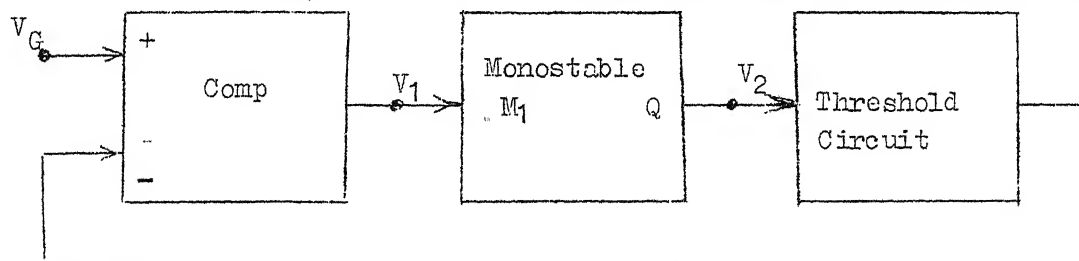 V_G
+
-
-
Comp
V_1
Monostable
M_1 Q
V_2
Threshold
Circuit